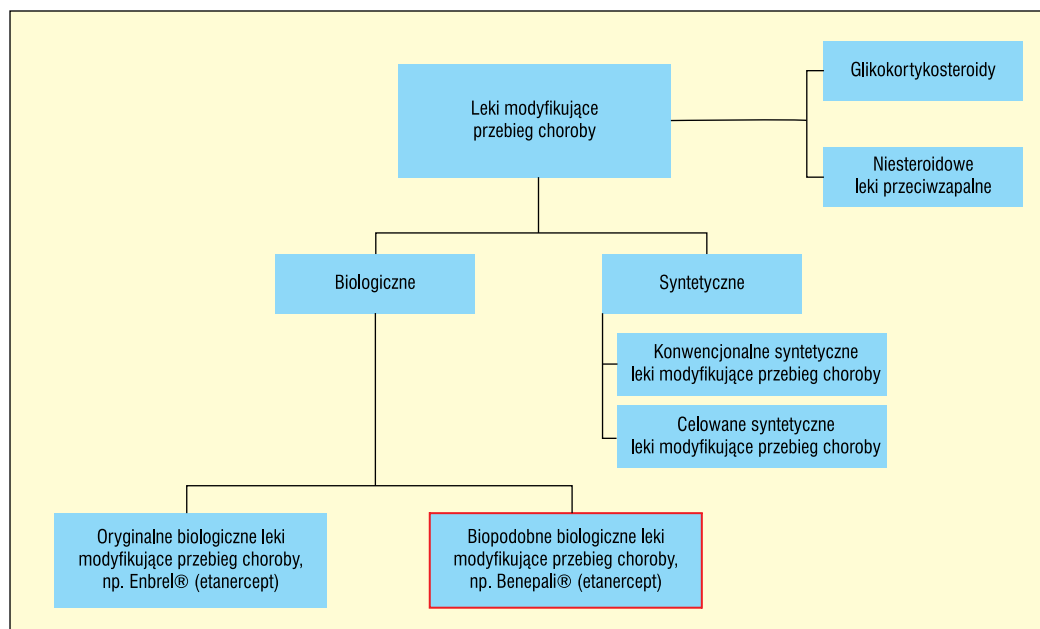 Leki modyfikujące
przebieg choroby
Glikokortykosteroidy
Niesteroidowe
leki przeciwzapalne
Biologiczne
Syntetyczne
Konwencjonalne syntetyczne
leki modyfikujące przebieg choroby
Celowane syntetyczne
leki modyfikujące przebieg choroby
Oryginalne biologiczne leki
modyfikujące przebieg choroby,
np. Enbrel® (etanercept)
Biopodobne biologiczne leki
modyfikujące przebieg choroby,
np. Benepali® (etanercept)